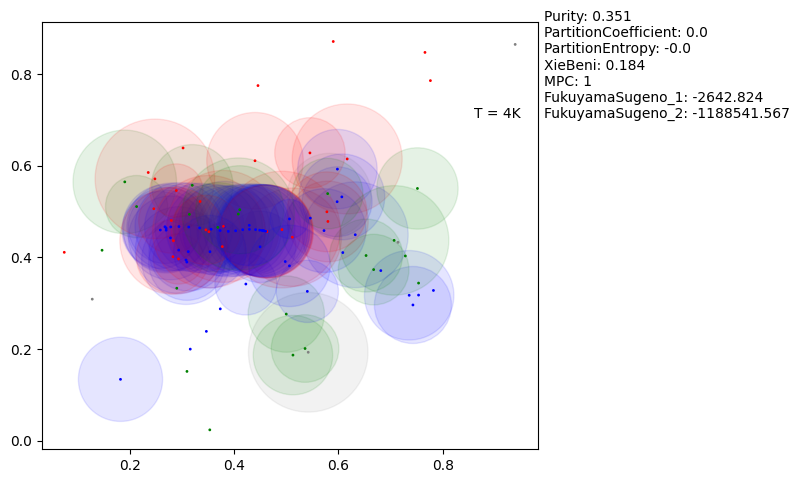 Purity: 0.351
PartitionCoefficient: 0.0
PartitionEntropy: -0.0
XieBeni: 0.184
MPC: 1
FukuyamaSugeno_1: -2642.824
FukuyamaSugeno_2: -1188541.567
T = 4K
0.8
0.6
0.4
0.2
0.0
0.2
0.4
0.6
0.8